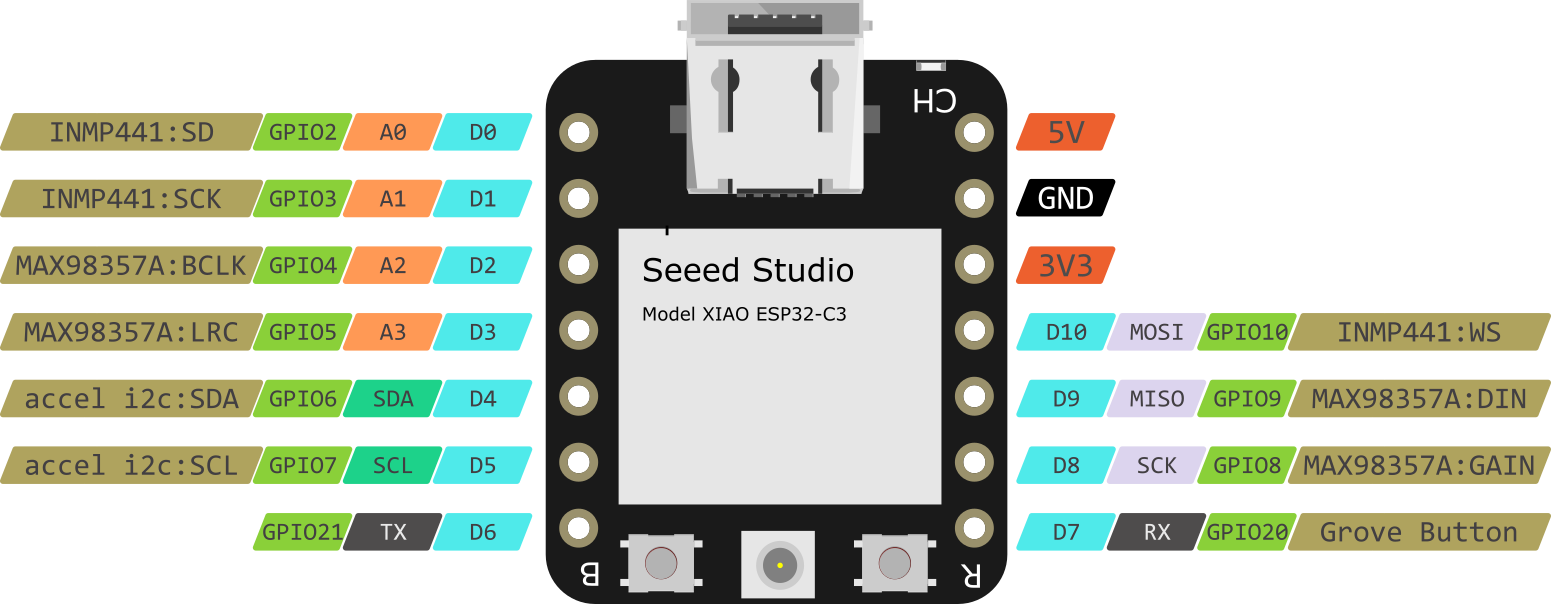 CH
INMP441:SD GPIO2 A0 D0 5V
INMP441:SCK GPIO3 A1 D1 GND
MAX98357A:BCLK GPIO4 A2 D2 3V3
Seeed Studio
Model XIAO ESP32-C3
MAX98357A:LRC GPIO5 A3 D3 D10 MOSI GPIO10 INMP441:WS
accel i2c:SDA GPIO6 SDA D4 D9 MISO GPIO9 MAX98357A:DIN
accel i2c:SCL GPIO7 SCL D5 D8 SCK GPIO8 MAX98357A:GAIN
GPIO21 TX D6 D7 RX GPIO20 Grove Button
B R